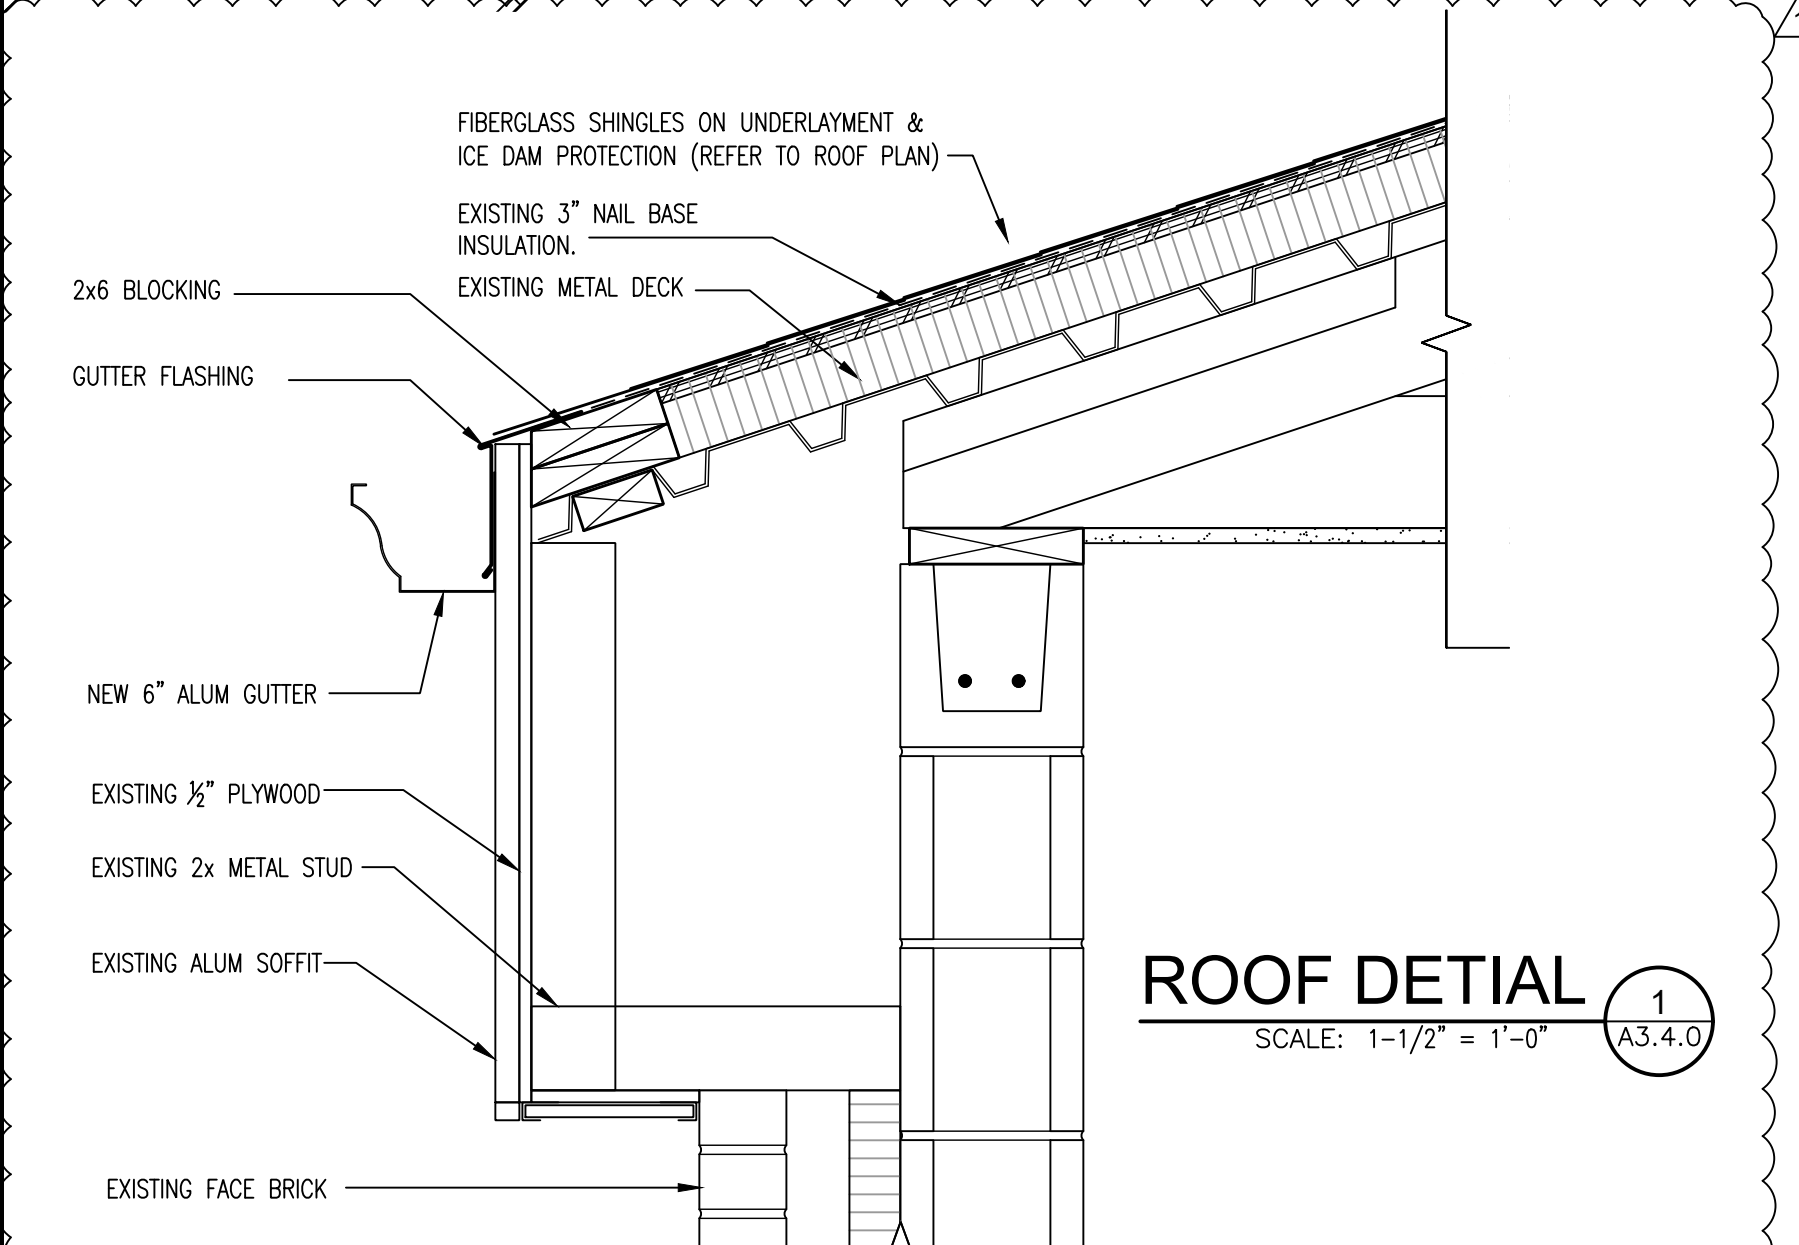 FIBERGLASS SHINGLES ON UNDERLAYMENT &
ICE DAM PROTECTION (REFER TO ROOF PLAN)
EXISTING 3” NAIL BASE
INSULATION.
EXISTING METAL DECK
2x6 BLOCKING
GUTTER FLASHING
NEW 6” ALUM GUTTER
EXISTING ½” PLYWOOD
EXISTING 2x METAL STUD
EXISTING ALUM SOFFIT
EXISTING FACE BRICK
ROOF DETIAL
SCALE: 1-1/2” = 1'-0”
1
A3.4.0